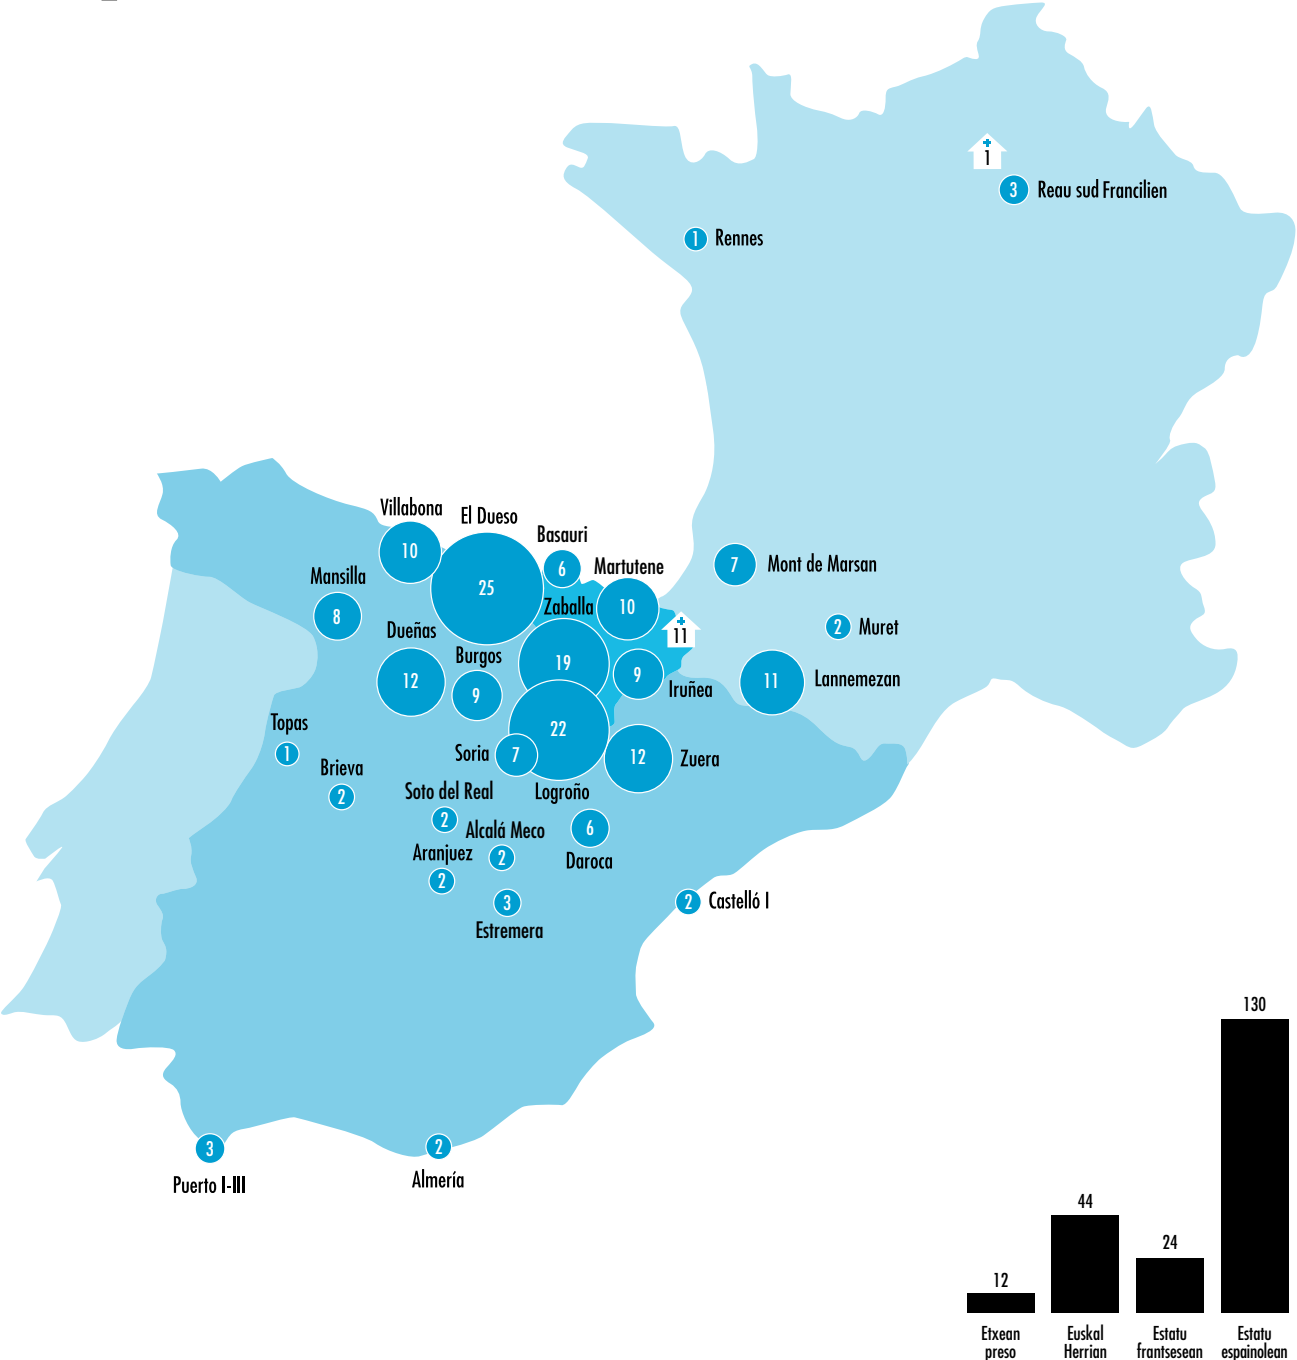 1
3
Reau sud Francilien
1
Rennes
Villabona
10
El Dueso
25
Basauri
6
Martutene
10
7
Mont de Marsan
Mansilla
8
Zaballa
19
11
2
Muret
Dueñas
12
Burgos
9
9
Iruñea
11
Lannemezan
Topas
1
Soria
7
22
Logroño
12
Zuera
Brieva
2
Soto del Real
2
Alcalá Meco
2
6
Daroca
Aranjuez
2
3
Estremera
2
Castelló I
3
Puerto I-III
2
Almería
130
44
24
12
Etxean
preso
Euskal
Herrian
Estatu
frantsesean
Estatu
espainolean